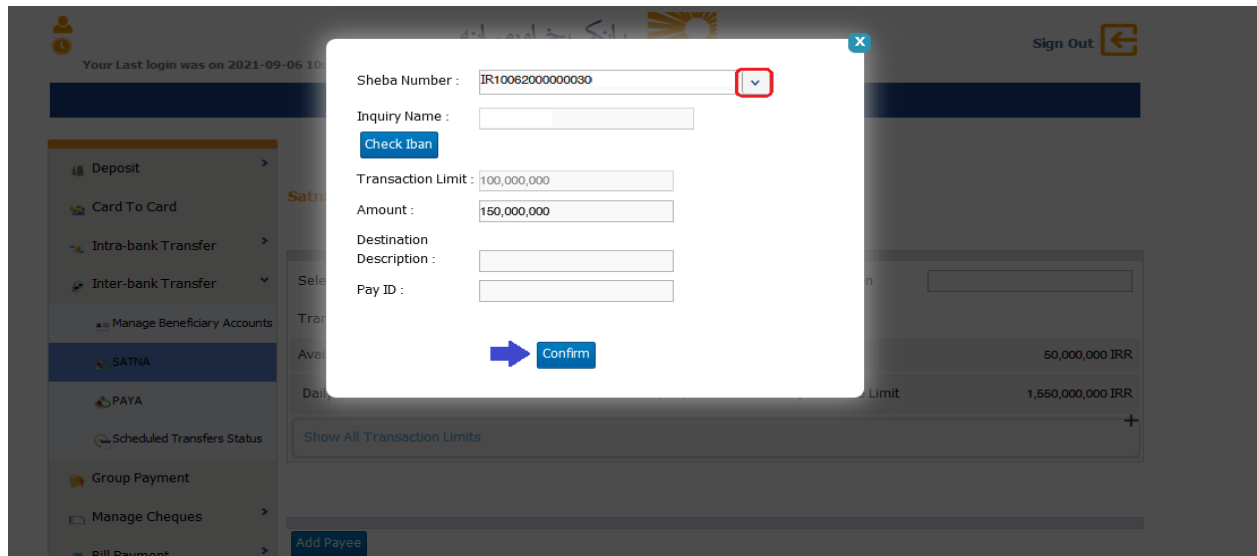 Your Last login was on 2021-09-06 10:
Sign Out
X
Sheba Number :
IR10062000000030
Inquiry Name :
Check Iban
Transaction Limit :
100,000,000
Amount :
150,000,000
Destination
Description :
Pay ID :
Confirm
Deposit
Card To Card
Intra-bank Transfer
Inter-bank Transfer
Manage Beneficiary Accounts
SATNA
PAYA
Scheduled Transfers Status
Group Payment
Manage Cheques
Bill Payment
50,000,000 IRR
Limit
1,550,000,000 IRR
Show All Transaction Limits
Add Payee